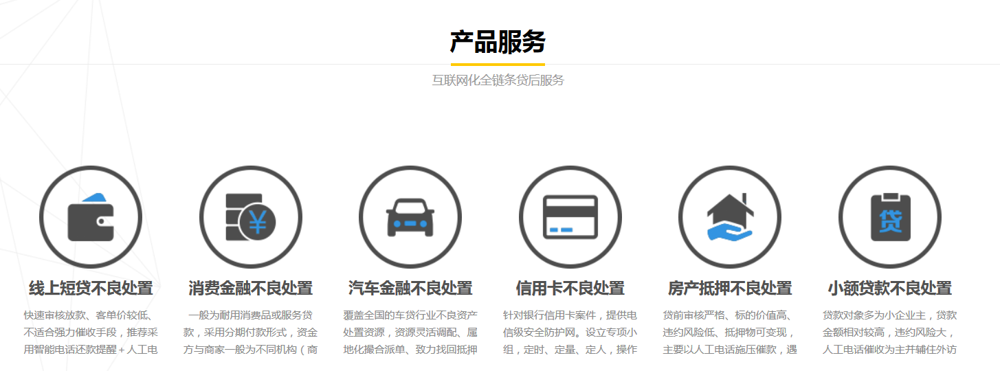 产品服务
互联网化全链条贷后服务
贷
线上短贷不良处置
快速审核放款、客单价较低、
不适合强力催收手段，推荐采
用智能电话还款提醒＋人工电
消费金融不良处置
一般为耐用消费品或服务贷
款，采用分期付款形式，资金
方与商家一般为不同机构（商
汽车金融不良处置
覆盖全国的车贷行业不良资产
处置资源，资源灵活调配、属
地化撮合派单、致力找回抵押
信用卡不良处置
针对银行信用卡案件，提供电
信级安全防护网。设立专项小
组，定时、定量、定人，操作
房产抵押不良处置
贷前审核严格、标的价值高、
违约风险低、抵押物可变现，
主要以人工电话施压催款，遇
小额贷款不良处置
贷款对象多为小企业主，贷款
金额相对较高，违约风险大，
人工电话催收为主并辅住外访